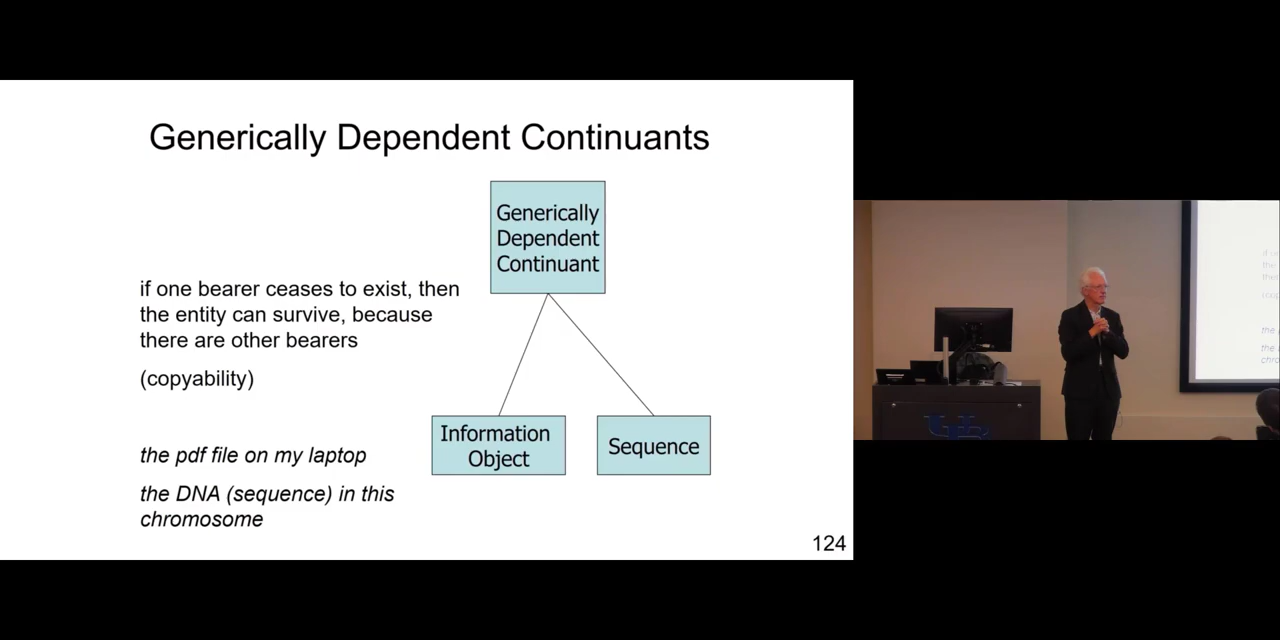 Generically Dependent Continuants
Generically
Dependent
Continuant
if one bearer ceases to exist, then
the entity can survive, because
there are other bearers
(copyability)
Information
Object
Sequence
the pdf file on my laptop
the DNA (sequence) in this
chromosome
124